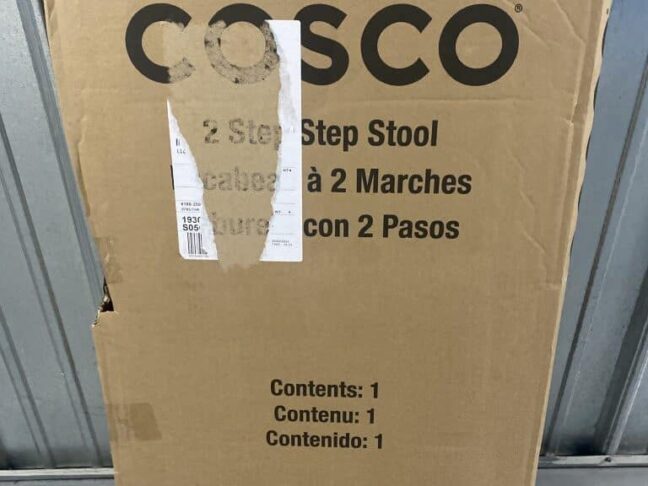 COSCO®
2 Step Step Stool
à 2 Marches
con 2 Pasos
Contents: 1
Contenu: 1
Contenido: 1